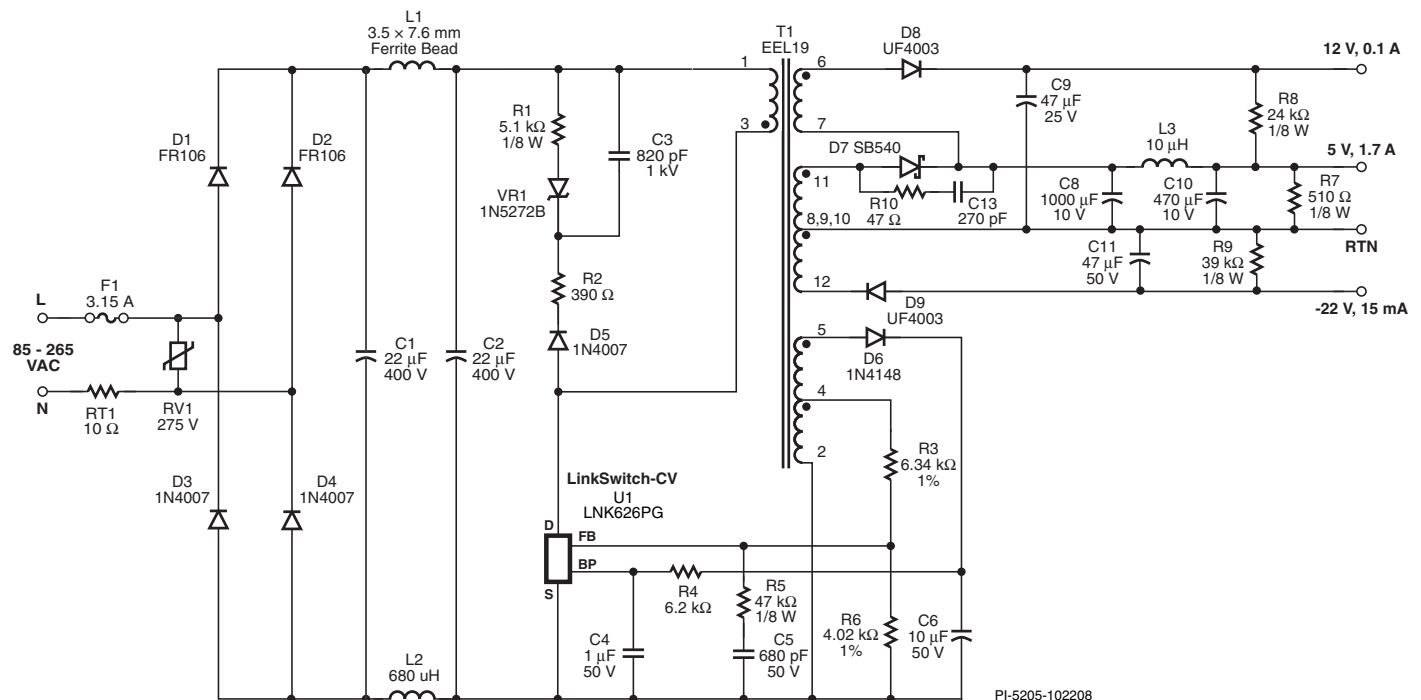 L1
3.5 × 7.6 mm
Ferrite Bead
T1
EEL19
D8
UF4003
12 V, 0.1 A
1
3
6
7
D1
FR106
D2
FR106
R1
5.1 kΩ
1/8 W
C3
820 pF
1 kV
VR1
1N5272B
C9
47 µF
25 V
R8
24 kΩ
1/8 W
L3
10 µH
D7 SB540
5 V, 1.7 A
11
R10
47 Ω
C13
270 pF
C8
1000 µF
10 V
C10
470 µF
10 V
R7
510 Ω
1/8 W
8,9,10
RTN
C11
47 µF
50 V
R9
39 kΩ
1/8 W
12
D9
UF4003
-22 V, 15 mA
R2
390 Ω
D5
1N4007
F1
3.15 A
L
85 - 265
VAC
N
RT1
10 Ω
RV1
275 V
C1
22 µF
400 V
C2
22 µF
400 V
5
D6
1N4148
4
2
R3
6.34 kΩ
1%
D3
1N4007
D4
1N4007
LinkSwitch-CV
U1
LNK626PG
D
FB
BP
S
R4
6.2 kΩ
R5
47 kΩ
1/8 W
R6
4.02 kΩ
1%
C6
10 µF
50 V
C4
1 µF
50 V
C5
680 pF
50 V
L2
680 uH
PI-5205-102208